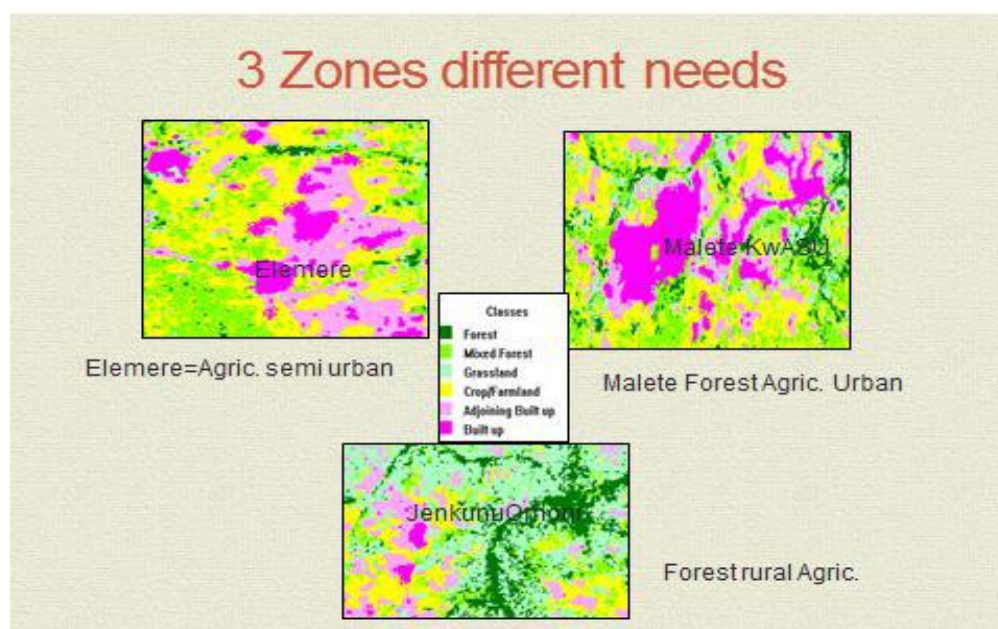 3 Zones different needs
Elemere
Malete KwASU
Elemere=Agric. semi urban
Classes
Forest
Mixed Forest
Grassland
Crop/Farmland
Adjoining Built up
Built up
Malete Forest Agric. Urban
Forest rural Agric.